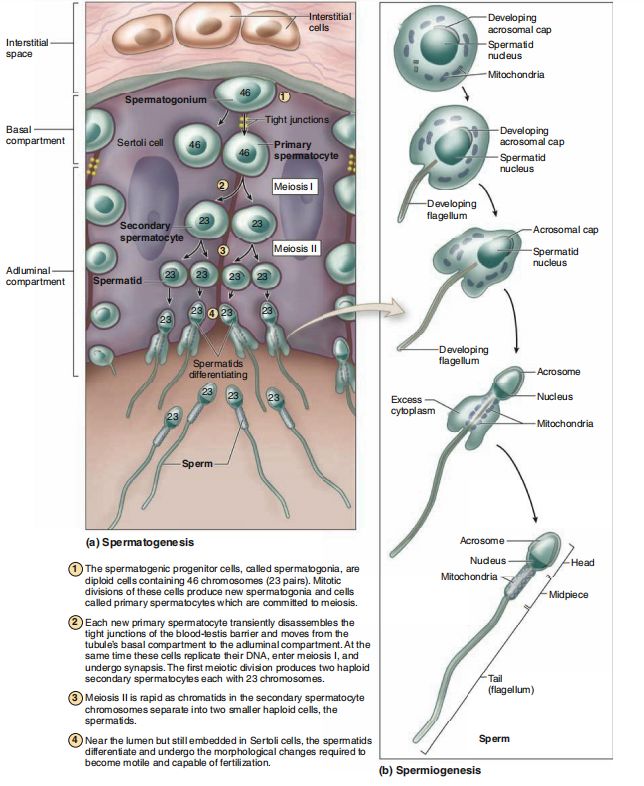 Interstitial
cells
Interstitial
space
46
Spermatogonium
1
Tight junctions
Basal
compartment
Sertoli cell
46
46
Primary
spermatocyte
2
Meiosis I
Secondary
spermatocyte
23
23
3
Meiosis II
Adluminal
compartment
Spermatid
23
23
23
23
23
23
4
23
23
Spermatids
differentiating
23
23
23
23
Sperm
(a) Spermatogenesis
1 The spermatogenic progenitor cells, called spermatogonia, are
diploid cells containing 46 chromosomes (23 pairs). Mitotic
divisions of these cells produce new spermatogonia and cells
called primary spermatocytes which are committed to meiosis.
2 Each new primary spermatocyte transiently disassembles the
tight junctions of the blood-testis barrier and moves from the
tubule's basal compartment to the adluminal compartment. At the
same time these cells replicate their DNA, enter meiosis I, and
undergo synapsis. The first meiotic division produces two haploid
secondary spermatocytes each with 23 chromosomes.
3 Meiosis II is rapid as chromatids in the secondary spermatocyte
chromosomes separate into two smaller haploid cells, the
spermatids.
4 Near the lumen but still embedded in Sertoli cells, the spermatids
differentiate and undergo the morphological changes required to
become motile and capable of fertilization.
Developing
acrosomal cap
Spermatid
nucleus
Mitochondria
Developing
acrosomal cap
Spermatid
nucleus
Developing
flagellum
Acrosomal cap
Spermatid
nucleus
Developing
flagellum
Acrosome
Nucleus
Excess
cytoplasm
Mitochondria
Acrosome
Nucleus
Head
Mitochondria
Midpiece
Tail
(flagellum)
Sperm
(b) Spermiogenesis